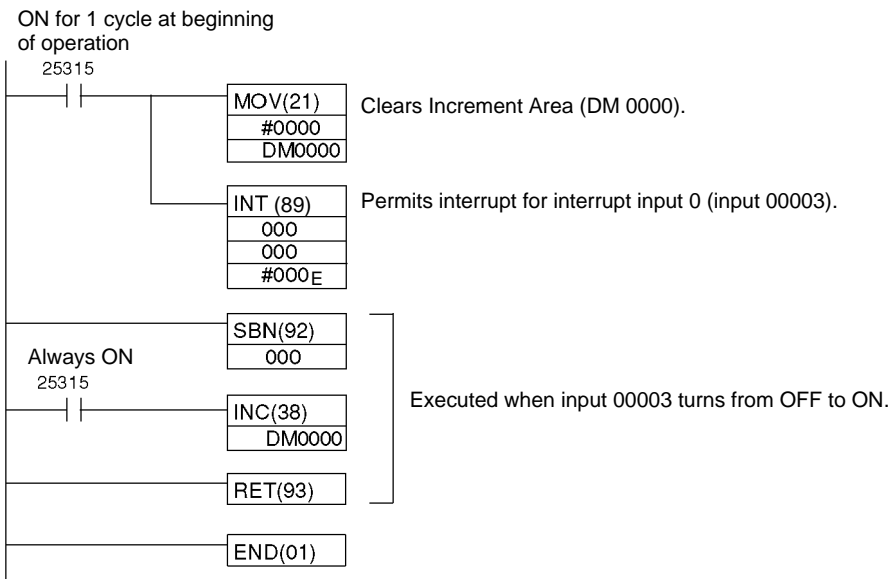 ON for 1 cycle at beginning
of operation
25315
MOV(21)
#0000
DM0000
Clears Increment Area (DM 0000).
INT (89)
000
000
#000E
Permits interrupt for interrupt input 0 (input 00003).
SBN(92)
000
Always ON
25315
INC(38)
DM0000
Executed when input 00003 turns from OFF to ON.
RET(93)
END(01)